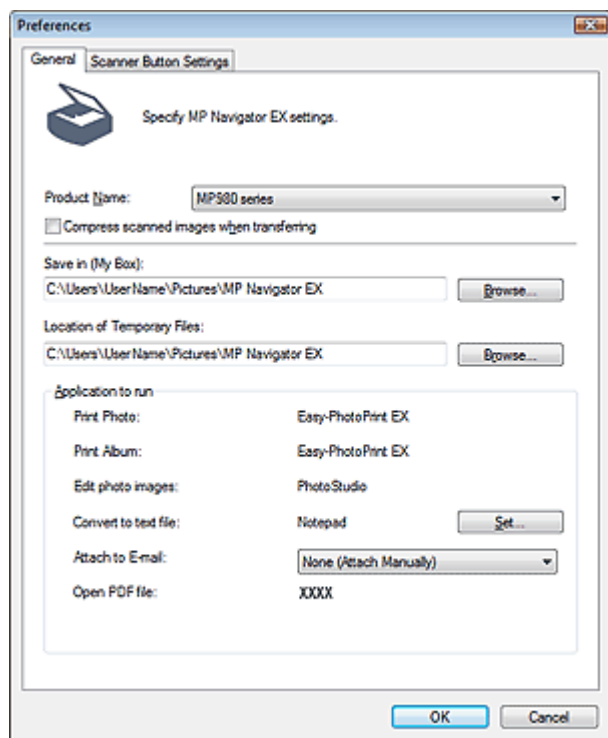 Preferences
General Scanner Button Settings
Specify MP Navigator EX settings.
Product Name: MP980 series
Compress scanned images when transferring
Save in (My Box):
C:\Users\UserName\Pictures\MP Navigator EX Browse...
Location of Temporary Files:
C:\Users\UserName\Pictures\MP Navigator EX Browse...
Application to run
Print Photo: Easy-PhotoPrint EX
Print Album: Easy-PhotoPrint EX
Edit photo images: PhotoStudio
Convert to text file: Notepad Set...
Attach to E-mail: None (Attach Manually)
Open PDF file: XXXX
OK Cancel